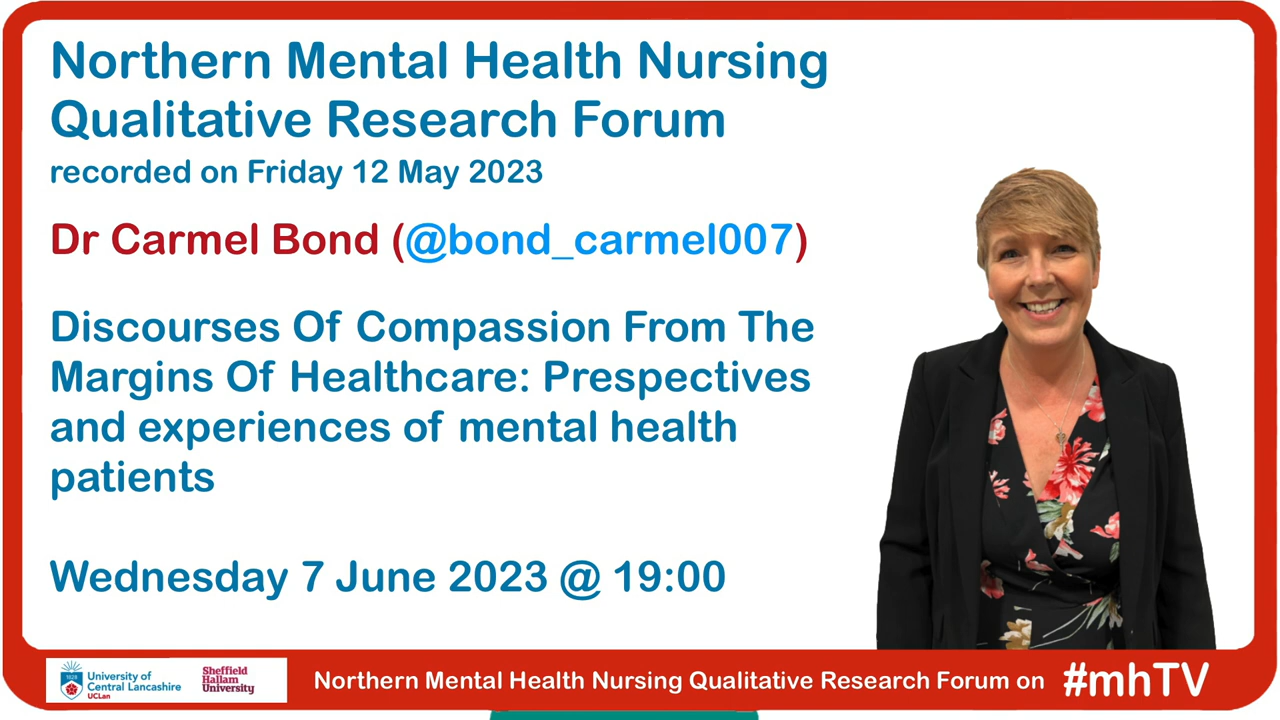 Northern Mental Health Nursing
Qualitative Research Forum
recorded on Friday 12 May 2023
Dr Carmel Bond (@bond_carmel007)
Discourses Of Compassion From The
Margins Of Healthcare: Prespectives
and experiences of mental health
patients
Wednesday 7 June 2023 @ 19:00
1828
University of
Central Lancashire
UCLan
Sheffield
Hallam
University
Northern Mental Health Nursing Qualitative Research Forum on #mhTV